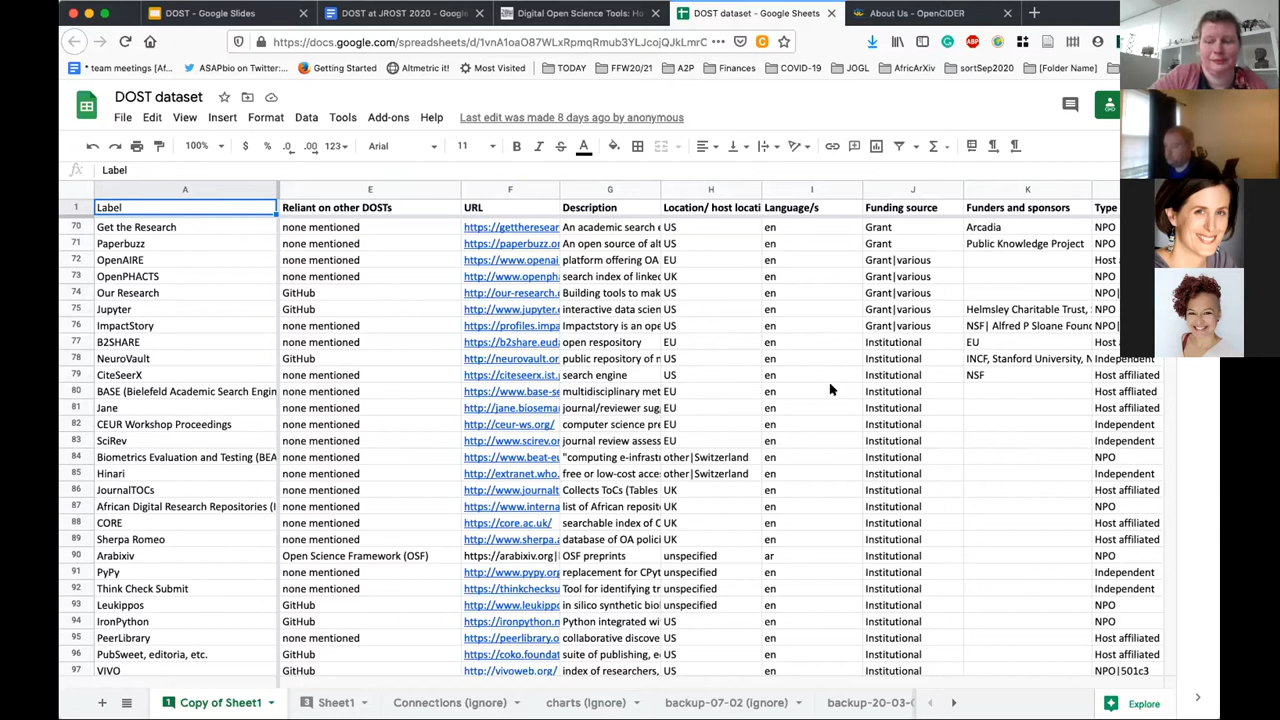 DOST - Google Slides DOST at JROST 2020 - Google Digital Open Science Tools: Ho DOST dataset - Google Sheets About Us - OpenCIDER
https://docs.google.com/spreadsheets/d/1vnA1oaO87WLxRpmqRmub3YLJcojQJkLmrC
* team meetings [Af... ASAPbio on Twitter:... Getting Started Altmetric it! Most Visited TODAY FFW20/21 A2P Finances COVID-19 JOGL AfricArXiv sortSep2020 [Folder Name]
DOST dataset
File Edit View Insert Format Data Tools Add-ons Help Last edit was made 8 days ago by anonymous
100% $ % .0 .00 123 Arial 11 B I S A
fx Label
A E F G H I J K
1 Label Reliant on other DOSTs URL Description Location/ host locati Language/s Funding source Funders and sponsors Type
70 Get the Research none mentioned https://getheresear An academic search e US en Grant Arcadia NPO
71 Paperbuzz none mentioned https://paperbuzz.or An open source of alt US en Grant Public Knowledge Project NPO
72 OpenAIRE none mentioned https://www.openai platform offering OA EU en Grant|various Host a
73 OpenPHACTS none mentioned http://www.openph search index of linked UK en Grant|various NPO
74 Our Research GitHub http://our-research. Building tools to mak US en Grant|various NPO|
75 Jupyter GitHub http://www.jupyter. interactive data scien US en Grant|various Helmsley Charitable Trust, NPO
76 ImpactStory none mentioned https://profiles.impa Impactstory is an ope US en Grant|various NSF| Alfred P Sloane Foun NPO|
77 B2SHARE none mentioned https://b2share.euda open respository EU en Institutional EU Host a
78 NeuroVault GitHub http://neurovault.or public repository of n US en Institutional INCF, Stanford University, N Independent
79 CiteSeerX none mentioned https://citeseerx.ist. search engine US en Institutional NSF Host affiliated
80 BASE (Bielefeld Academic Search Engin none mentioned https://www.base-se multidisciplinary met EU en Institutional Host affiliated
81 Jane none mentioned http://jane.biosema journal/reviewer sug EU en Institutional Host affiliated
82 CEUR Workshop Proceedings none mentioned http://ceur-ws.org/ computer science pre EU en Institutional Independent
83 SciRev none mentioned http://www.scirev.or journal review assess EU en Institutional Independent
84 Biometrics Evaluation and Testing (BEA none mentioned https://www.beat-eu "computing e-infrast other|Switzerland en Institutional NPO
85 Hinari none mentioned http://extranet.who. free or low-cost acce other|Switzerland en Institutional Independent
86 JournalTOCs none mentioned http://www.journalt Collects ToCs (Tables UK en Institutional Host affiliated
87 African Digital Research Repositories (I none mentioned https://www.interna list of African reposit UK en Institutional NPO
88 CORE none mentioned https://core.ac.uk/ searchable index of C UK en Institutional Host affiliated
89 Sherpa Romeo none mentioned http://www.sherpa.a database of OA polici UK en Institutional Host affiliated
90 Arabixiv Open Science Framework (OSF) https://arabixiv.org| OSF preprints unspecified ar Institutional NPO
91 PyPy none mentioned http://www.pypy.org replacement for CPyt unspecified en Institutional Independent
92 Think Check Submit none mentioned https://thinkchecksu Tool for identifying tr unspecified en Institutional Independent
93 Leukippos GitHub http://www.leukippo in silico synthetic biol unspecified en Institutional NPO
94 IronPython GitHub https://ironpython.n Python integrated wi US en Institutional NPO
95 PeerLibrary none mentioned https://peerlibrary.o collaborative discove US en Institutional Host affiliated
96 PubSweet, editoria, etc. GitHub https://coko.founda suite of publishing, e US en Institutional Host affiliated
97 VIVO GitHub http://vivoweb.org/ index of researchers, US en Institutional NPO|501c3
1 Copy of Sheet1 3 Sheet1 Connections (Ignore) charts (Ignore) backup-07-02 (Ignore) backup-20-03-0 Explore